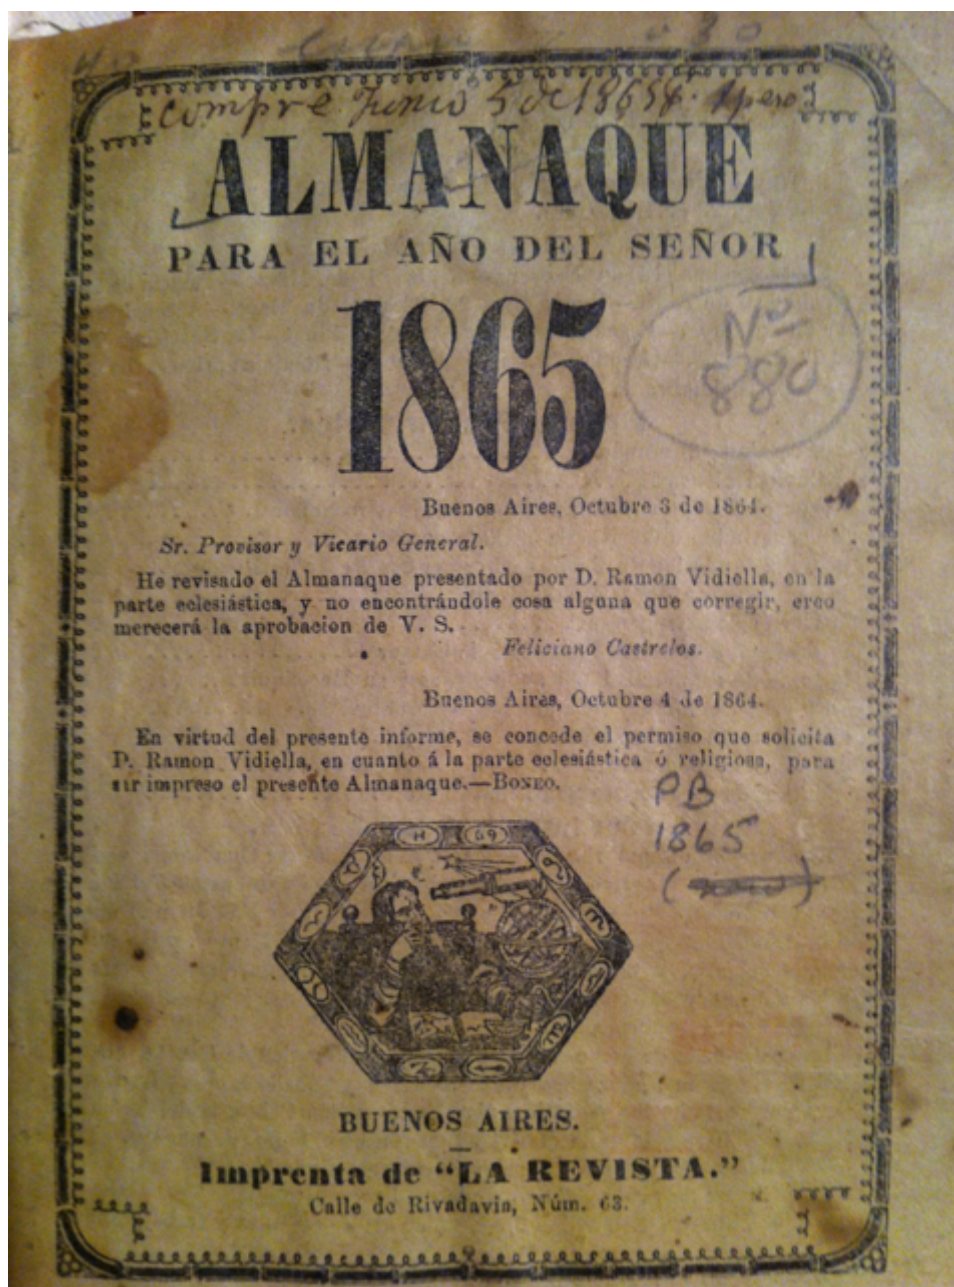 compre Junio 5 de 1865 1 peso
ALMANAQUE
PARA EL AÑO DEL SEÑOR
1865
Nº
880
Buenos Aires, Octubre 3 de 1864.
Sr. Provisor y Vicario General.
He revisado el Almanaque presentado por D. Ramon Vidiella, en la
parte eclesiástica, y no encontrándole cosa alguna que corregir, creo
merecerá la aprobacion de V. S.
Feliciano Castrelos.
Buenos Aires, Octubre 4 de 1864.
En virtud del presente informe, se concede el permiso que solicita
D. Ramon Vidiella, en cuanto á la parte eclesiástica ó religiosa, para
ser impreso el presente Almanaque.—BONEO.
PB
1865
BUENOS AIRES.
Imprenta de "LA REVISTA."
Calle de Rivadavia, Núm. 63.